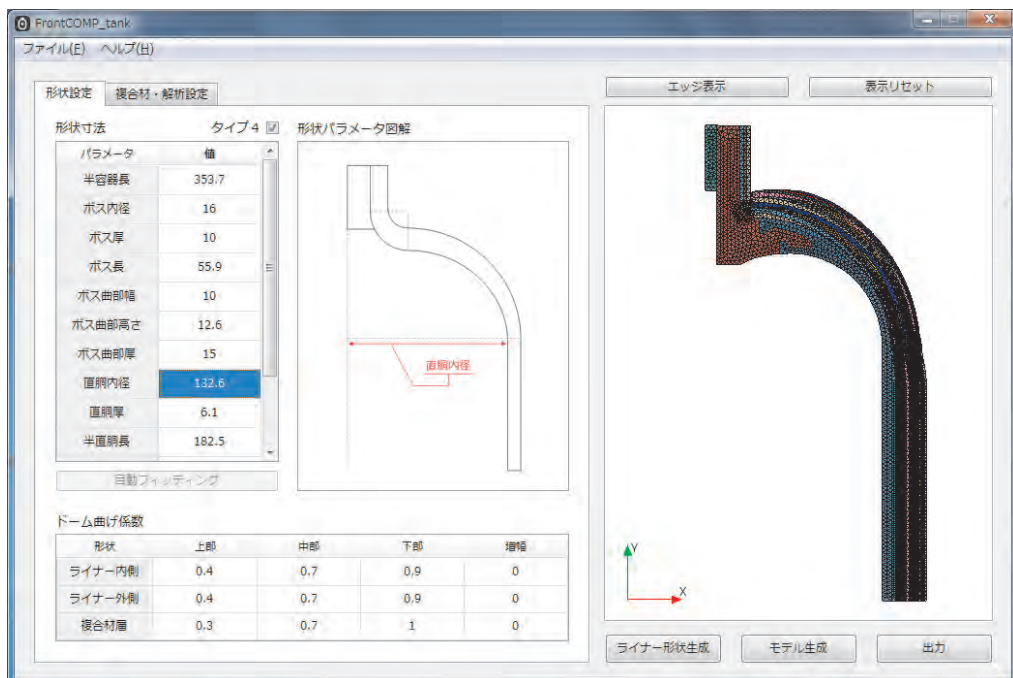 FrontCOMP_tank
ファイル(F) ヘルプ(H)
形状設定 複合材・解析設定
エッジ表示 表示リセット
形状寸法 タイプ4 形状パラメータ図解
パラメータ 値
半容器長 353.7
ボス内径 16
ボス厚 10
ボス長 55.9
ボス曲部幅 10
ボス曲部高さ 12.6
ボス曲部厚 15
直胴内径 132.6
直胴厚 6.1
半直胴長 182.5
直胴内径
自動フィッティング
ドーム曲げ係数
形状 上部 中部 下部 増幅
ライナー内側 0.4 0.7 0.9 0
ライナー外側 0.4 0.7 0.9 0
複合材層 0.3 0.7 1 0
Y
X
ライナー形状生成 モデル生成 出力